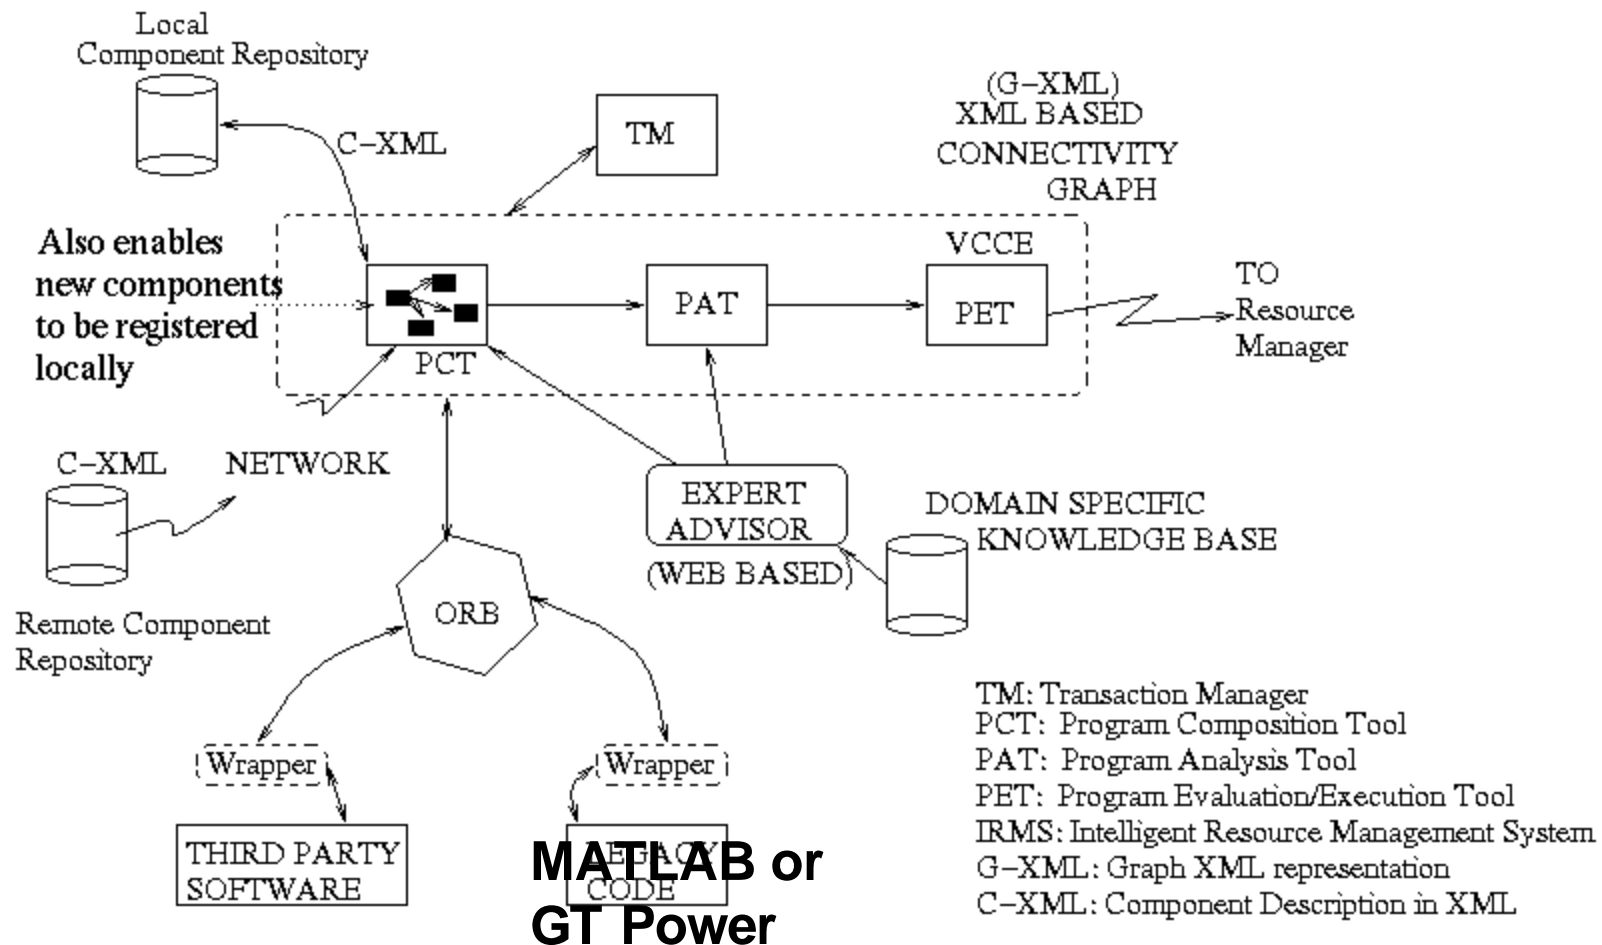 Local
Component Repository
C-XML
TM
(G-XML)
XML BASED
CONNECTIVITY
GRAPH
Also enables
new components
to be registered
locally
VCCE
PCT
PAT
PET
TO
Resource
Manager
C-XML
NETWORK
Remote Component
Repository
ORB
EXPERT
ADVISOR
(WEB BASED)
DOMAIN SPECIFIC
KNOWLEDGE BASE
Wrapper
Wrapper
THIRD PARTY
SOFTWARE
LEGACY
CODE
MATLAB or
GT Power
TM: Transaction Manager
PCT: Program Composition Tool
PAT: Program Analysis Tool
PET: Program Evaluation/Execution Tool
IRMS: Intelligent Resource Management System
G-XML: Graph XML representation
C-XML: Component Description in XML